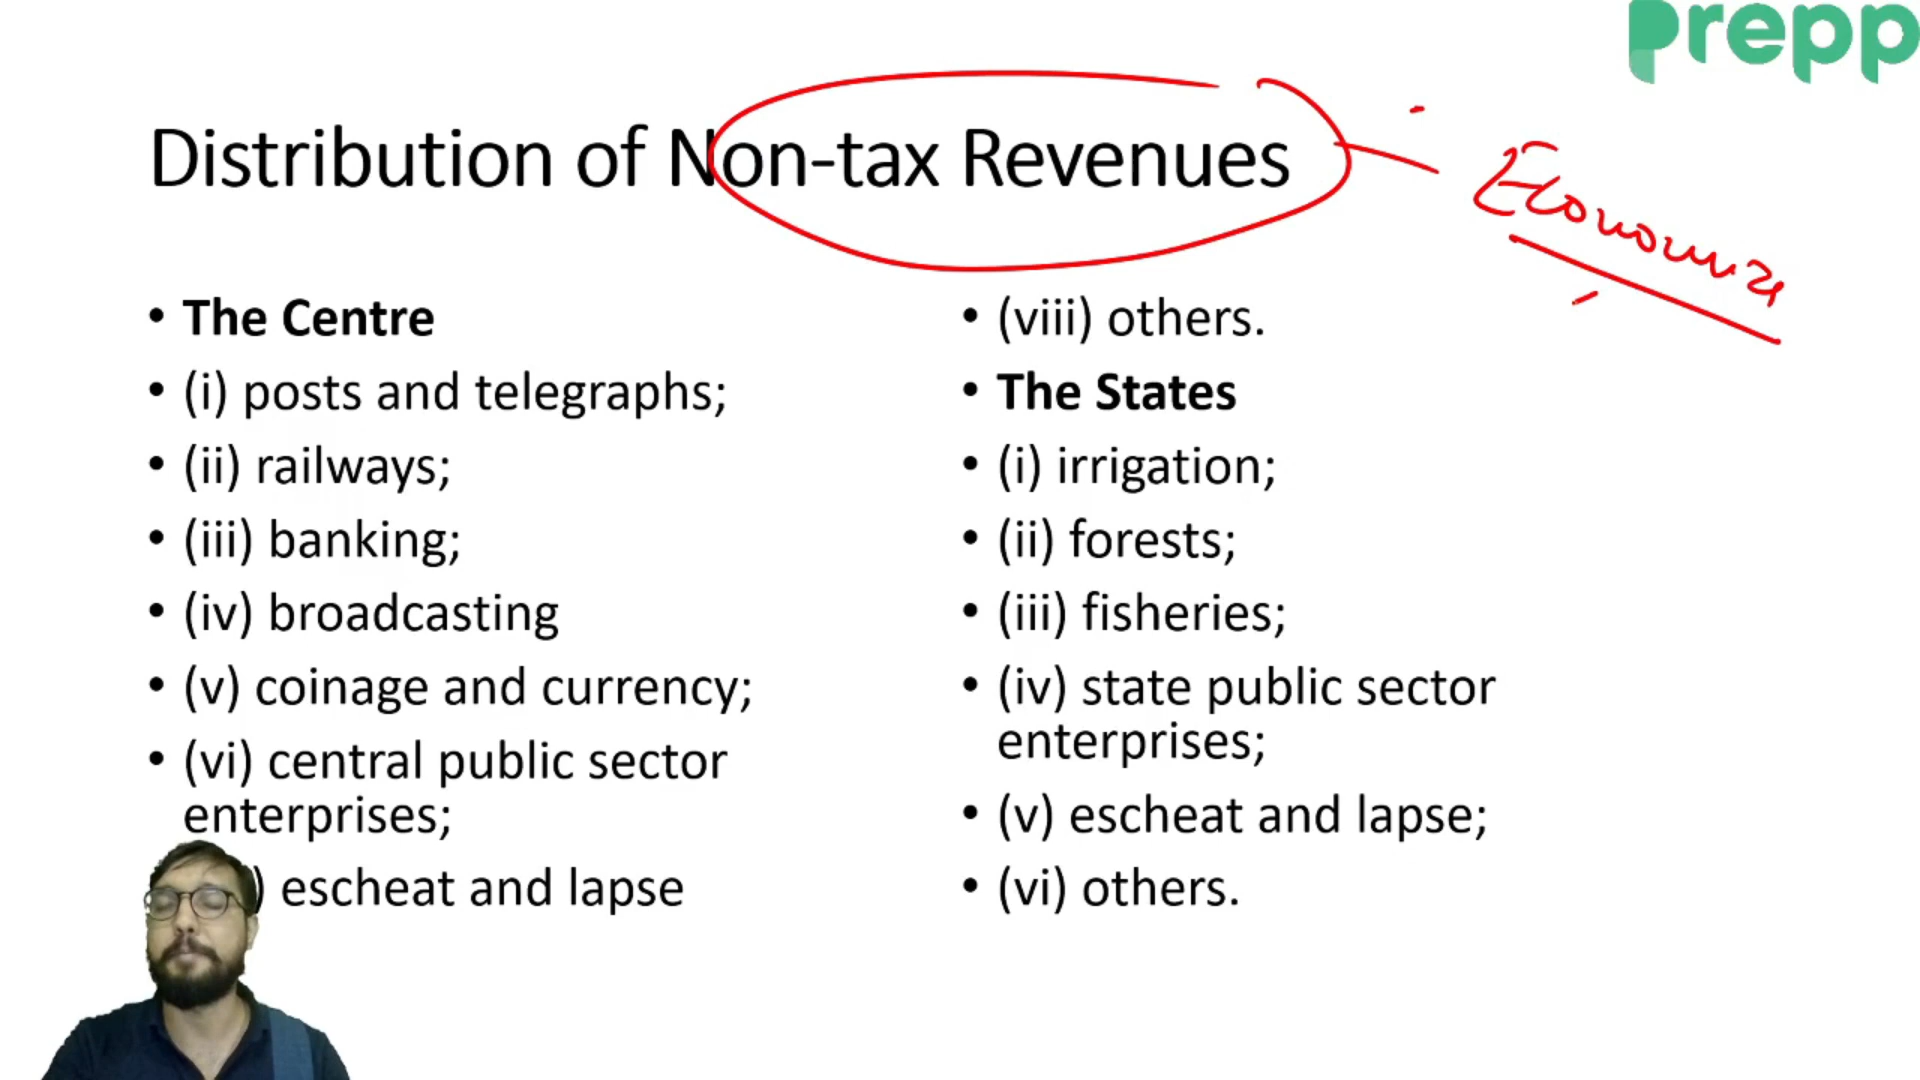 prepp
Distribution of Non-tax Revenues
Economics
• The Centre
• (i) posts and telegraphs;
• (ii) railways;
• (iii) banking;
• (iv) broadcasting
• (v) coinage and currency;
• (vi) central public sector
enterprises;
) escheat and lapse
• (viii) others.
• The States
• (i) irrigation;
• (ii) forests;
• (iii) fisheries;
• (iv) state public sector
enterprises;
• (v) escheat and lapse;
• (vi) others.